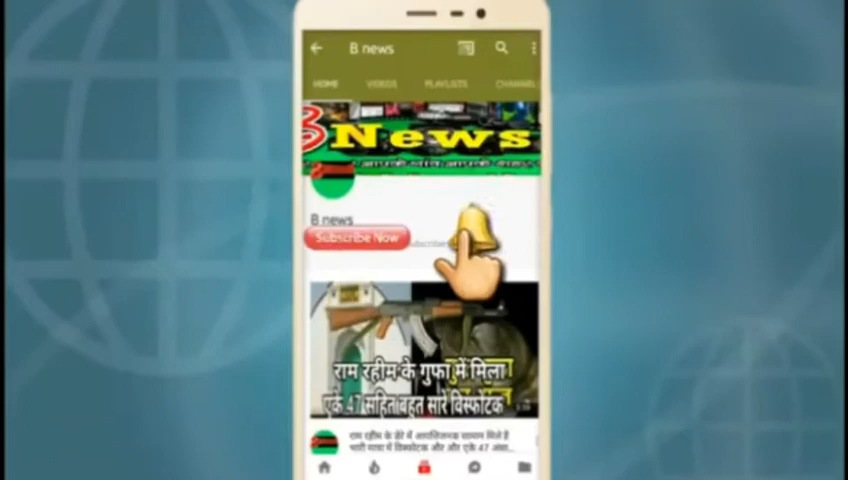 B news
HOME VIDEOS PLAYLISTS CHANNEL
B News
B news
Subscribe Now
राम रहीम के गुफा में मिला
एके 47 सहित बहुत सारे विस्फोटक
राम रहीम के डेरे में आपत्तिजनक सामान मिले है
भारी मात्रा में विस्फोटक और और एके 47 जैसा...